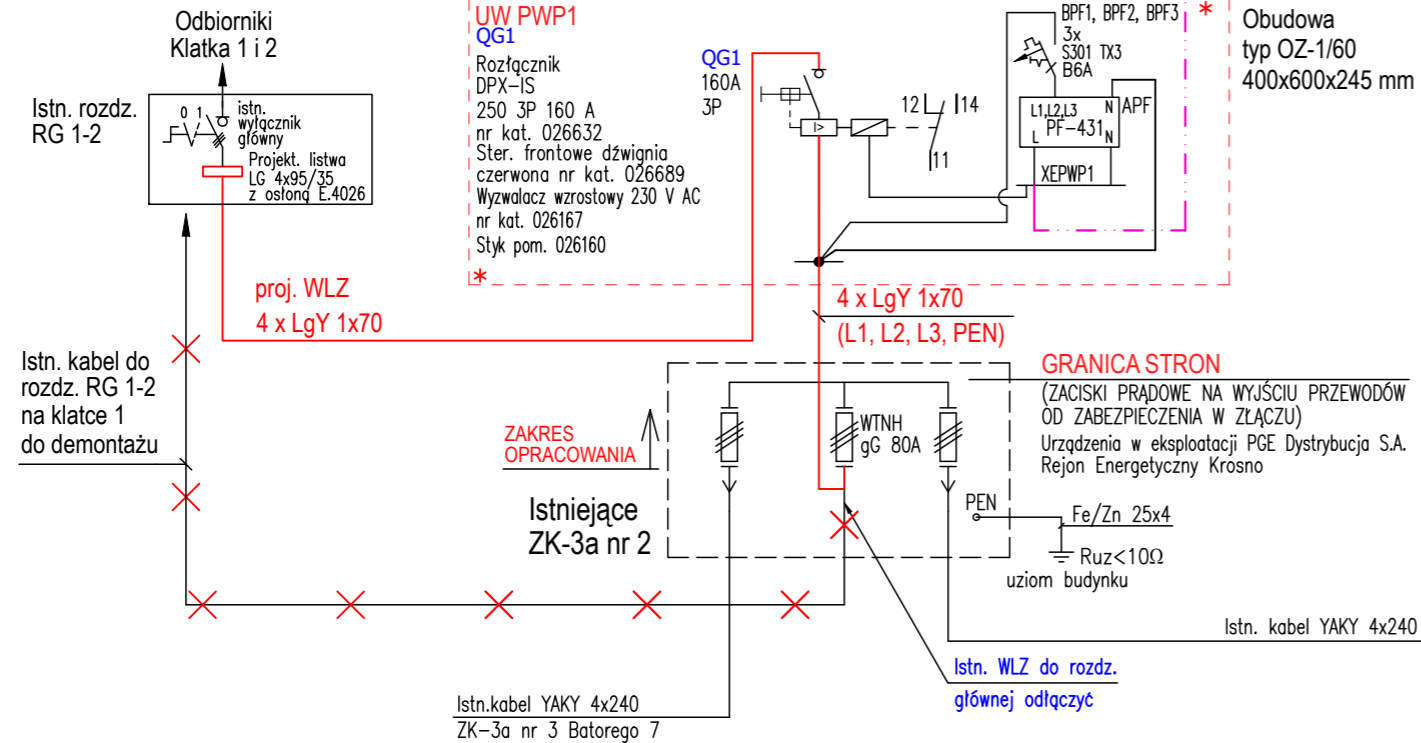 Odbiorniki
Klatka 1 i 2
Istn. rozdz.
RG 1-2
0 1
istn.
wyłącznik
główny
Projekt. listwa
LG 4x95/35
z osłoną E.4026
UW PWP1
QG1
Rozłącznik
DPX-IS
250 3P 160 A
nr kat. 026632
Ster. frontowe dźwignia
czerwona nr kat. 026689
Wyzwalacz wzrostowy 230 V AC
nr kat. 026167
Styk pom. 026160
*
QG1
160A
3P
I>
12
14
11
BPF1, BPF2, BPF3
*
3x
S301 TX3
B6A
L1,L2,L3 N
APF
PF-431
L N
XEPWP1
Obudowa
typ OZ-1/60
400x600x245 mm
proj. WLZ
4 x LgY 1x70
4 x LgY 1x70
(L1, L2, L3, PEN)
Istn. kabel do
rozdz. RG 1-2
na klatce 1
do demontażu
ZAKRES
OPRACOWANIA
Istniejące
ZK-3a nr 2
WTNH
gG 80A
GRANICA STRON
(ZACISKI PRĄDOWE NA WYJŚCIU PRZEWODÓW
OD ZABEZPIECZENIA W ZŁĄCZU)
Urządzenia w eksploatacji PGE Dystrybucja S.A.
Rejon Energetyczny Krosno
PEN
Fe/Zn 25x4
Ruz<10Ω
uziom budynku
Istn. kabel YAKY 4x240
Istn. WLZ do rozdz.
głównej odłączyć
Istn.kabel YAKY 4x240
ZK-3a nr 3 Batorego 7